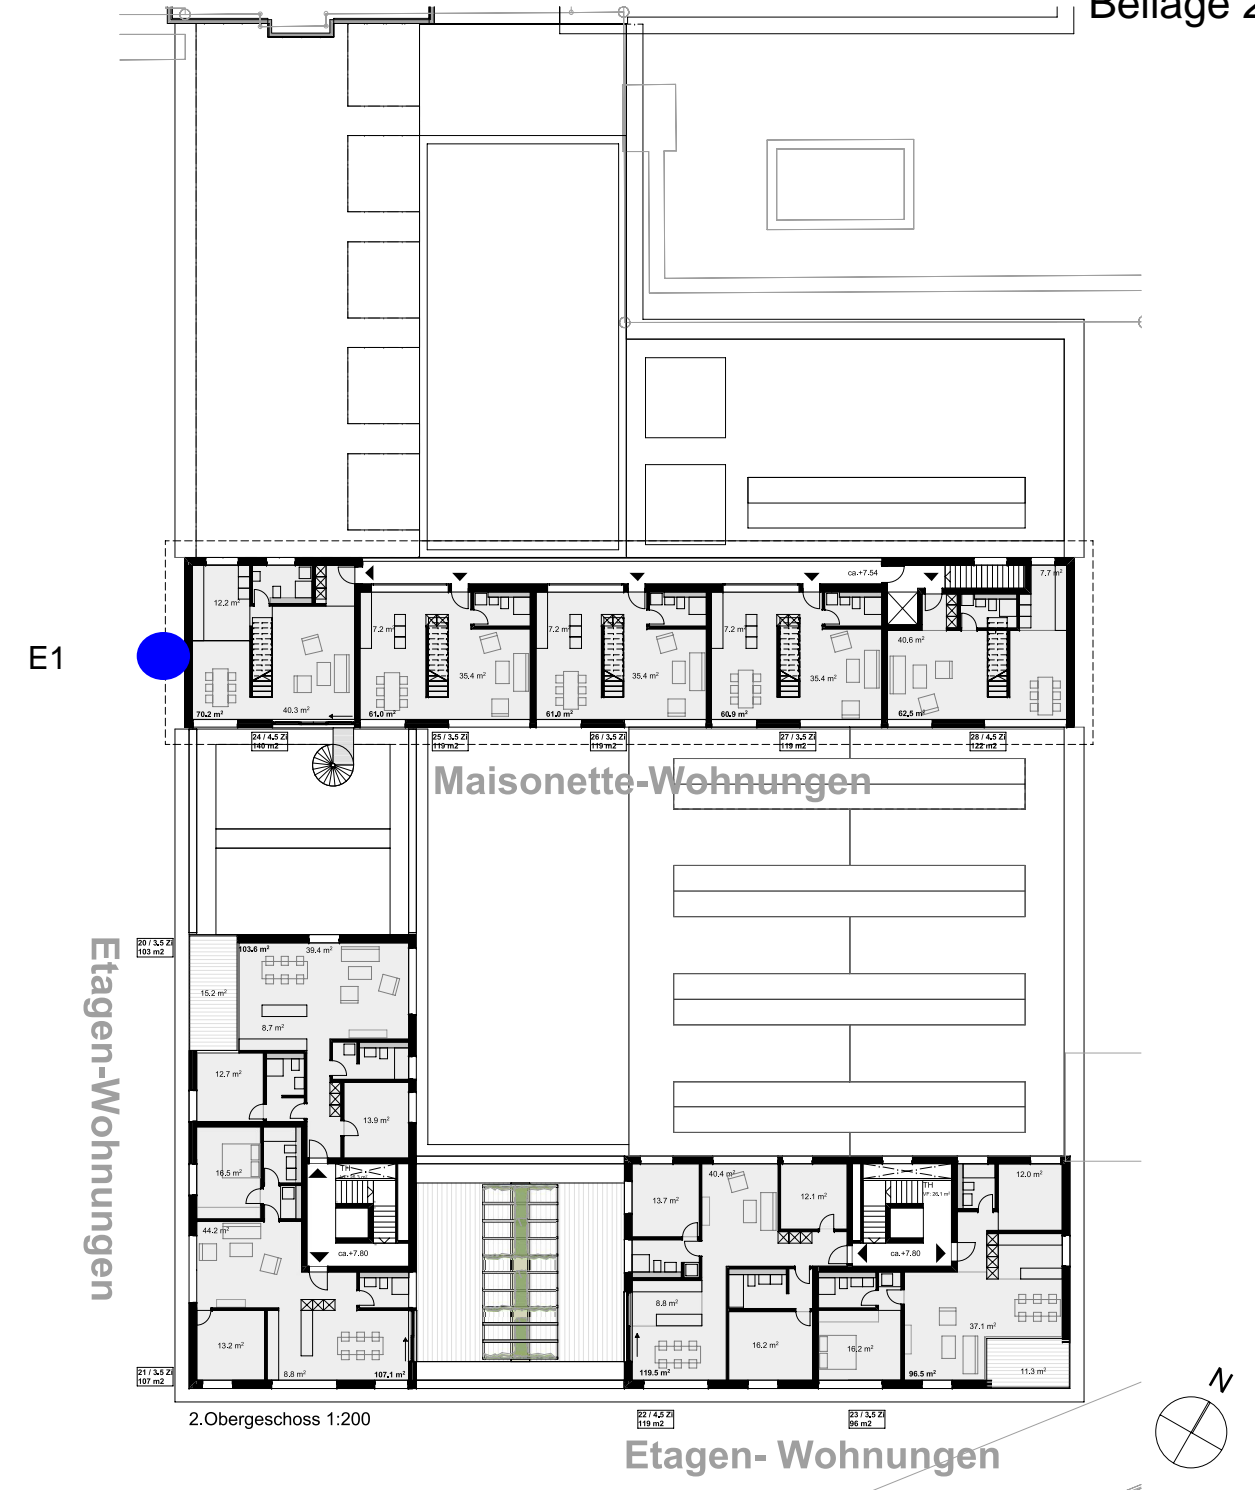 Beilage 2
12.2 m²
ca.+7.54
7.7 m²
7.2 m²
7.2 m²
7.2 m²
40.6 m²
E1
35.4 m²
35.4 m²
35.4 m²
70.2 m²
40.3 m²
61.0 m²
61.0 m²
60.9 m²
62.5 m²
24 / 4.5 Zi
140 m2
25 / 3.5 Zi
119 m2
26 / 3.5 Zi
119 m2
27 / 3.5 Zi
119 m2
28 / 4.5 Zi
122 m2
Maisonette-Wohnungen
20 / 3.5 Zi
103 m2
103.6 m²
39.4 m²
15.2 m²
8.7 m²
Etagen-Wohnungen
12.7 m²
13.9 m²
16.5 m²
TH
44.2 m²
ca.+7.80
13.2 m²
8.8 m²
107.1 m²
21 / 3.5 Zi
107 m2
40.4 m²
13.7 m²
12.1 m²
TH
VF: 26.1 m²
12.0 m²
ca.+7.80
8.8 m²
37.1 m²
16.2 m²
16.2 m²
119.5 m²
96.5 m²
11.3 m²
N
2.Obergeschoss 1:200
22 / 4.5 Zi
119 m2
23 / 3.5 Zi
96 m2
Etagen- Wohnungen